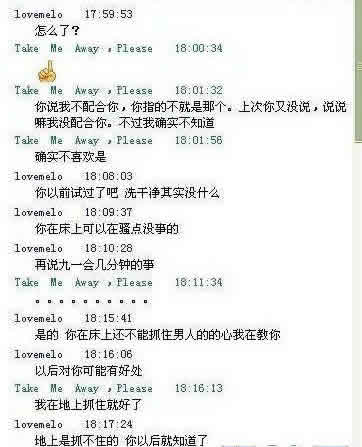 lovemelo 17:59:53
怎么了?
Take Me Away,Please 18:00:34
Take Me Away,Please 18:01:32
你说我不配合你,你指的不就是那个。上次你又没说,说说
嘛我没配合你。不过我确实不知道
Take Me Away,Please 18:01:56
确实不喜欢是
lovemelo 18:08:03
你以前试过了吧 洗干净其实没什么
lovemelo 18:09:37
你在床上可以在骚点没事的
lovemelo 18:10:28
再说九一会几分钟的事
Take Me Away,Please 18:11:34
。。。。。。。。。。
lovemelo 18:15:41
是的 你在床上还不能抓住男人的的心我在教你
lovemelo 18:16:06
以后对你可能有好处
Take Me Away,Please 18:16:13
我在地上抓住就好了
lovemelo 18:17:24
地上是抓不住的 你以后就知道了